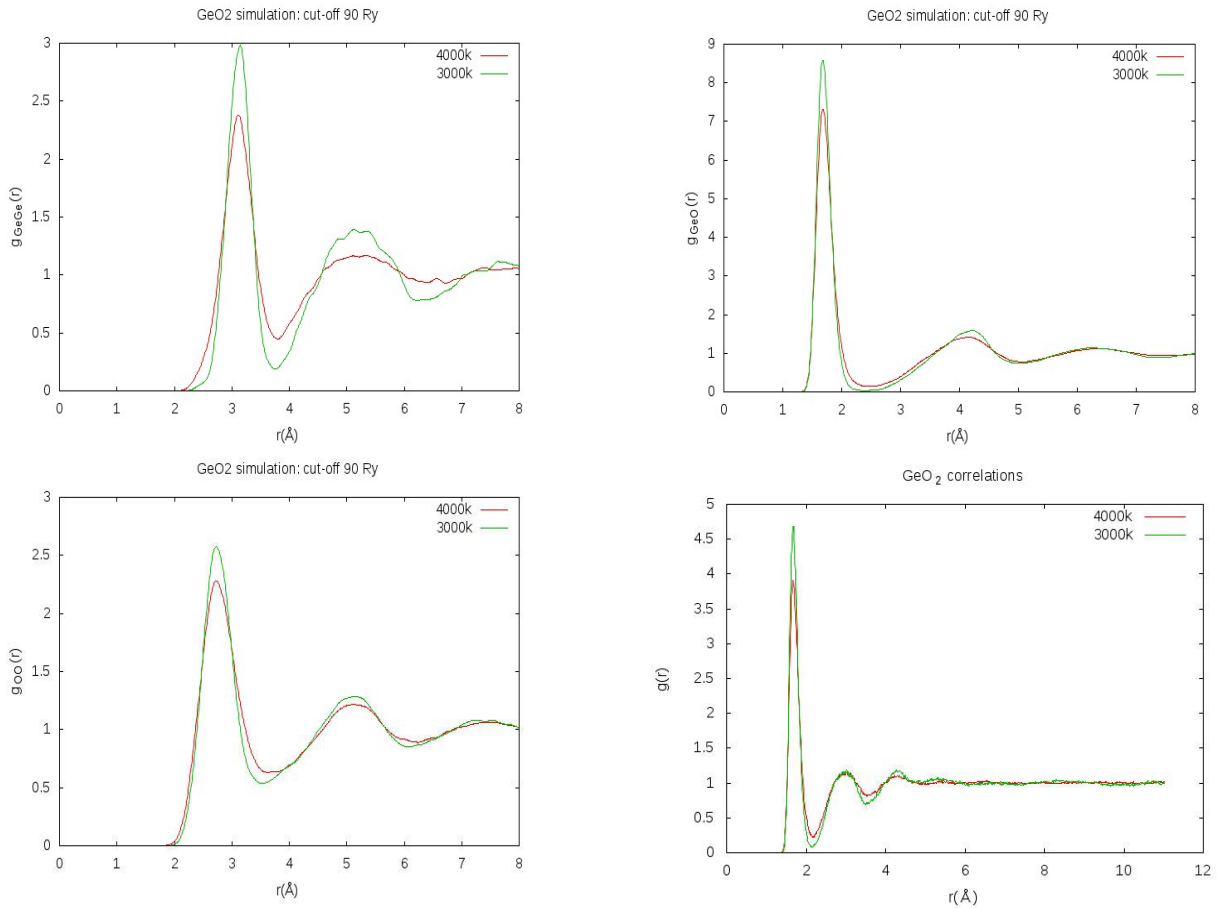 GeO2 simulation: cut-off 90 Ry
4000k
3000k
3
2.5
2
1.5
1
0.5
0
g GeGe (r)
0 1 2 3 4 5 6 7 8
r(Å)
GeO2 simulation: cut-off 90 Ry
4000k
3000k
9
8
7
6
5
4
3
2
1
0
g GeO (r)
0 1 2 3 4 5 6 7 8
r(Å)
GeO2 simulation: cut-off 90 Ry
4000k
3000k
3
2.5
2
1.5
1
0.5
0
g OO (r)
0 1 2 3 4 5 6 7 8
r(Å)
GeO 2 correlations
4000k
3000k
5
4.5
4
3.5
3
2.5
2
1.5
1
0.5
0
g(r)
0 2 4 6 8 10 12
r(Å)